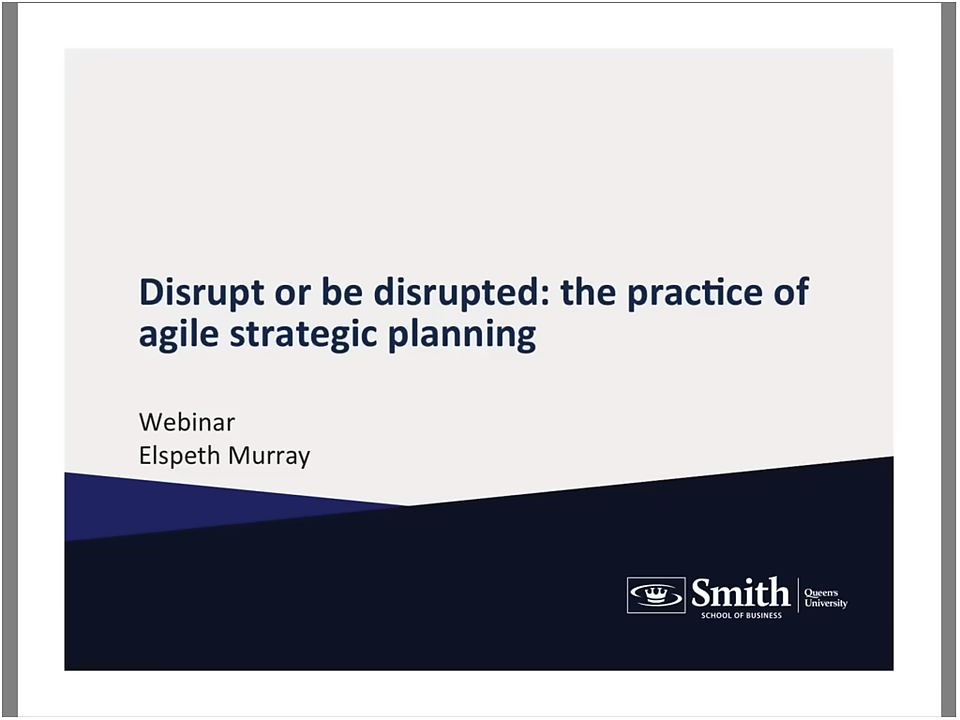 Disrupt or be disrupted: the practice of
agile strategic planning
Webinar
Elspeth Murray
Smith
SCHOOL OF BUSINESS
Queen's
University